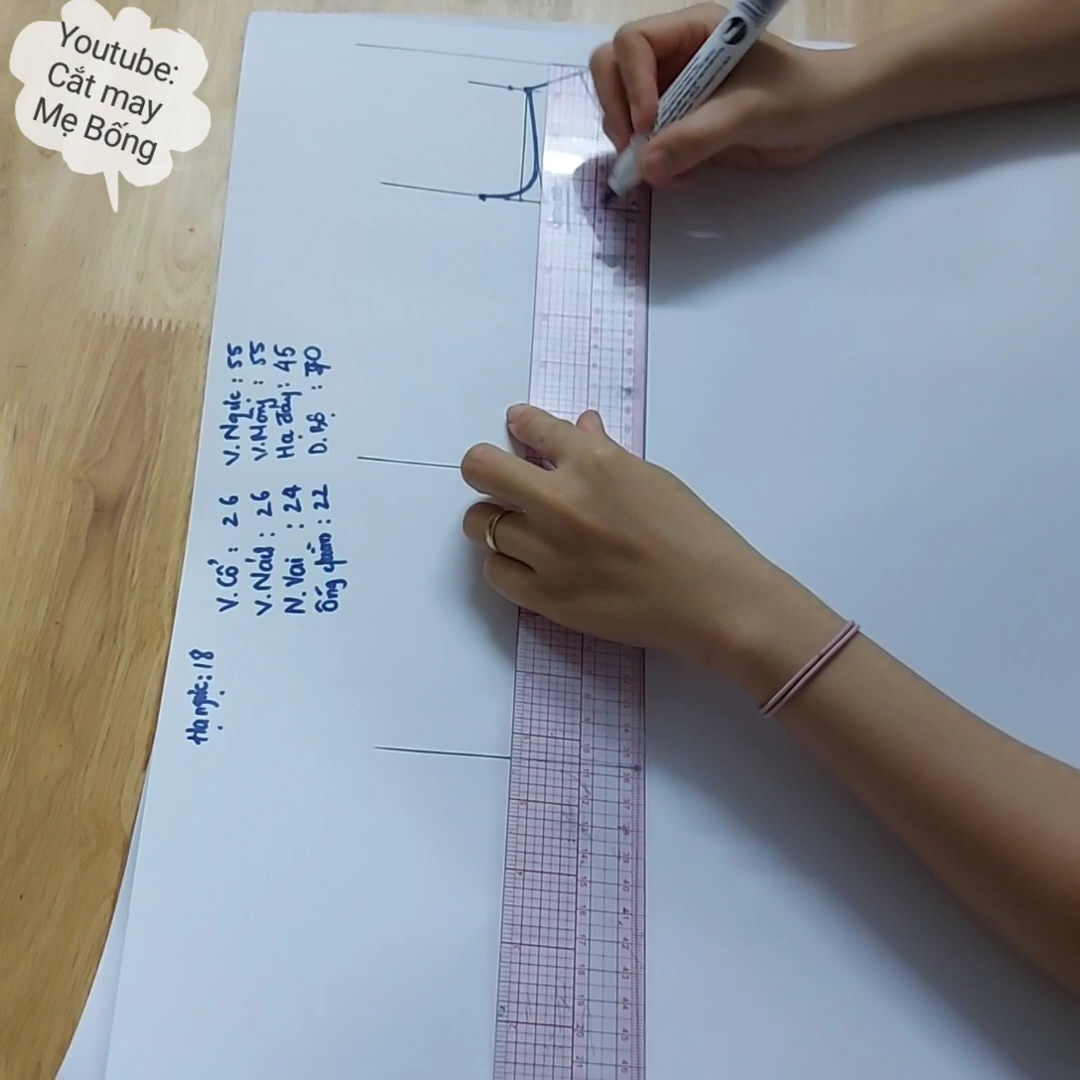 Youtube:
Cắt may
Mẹ Bống
V. Cổ : 26
V. Nách : 26
N. Vai : 24
Ống quần : 22
V. Ngực : 55
V. Mông : 55
Hạ đáy : 45
D. Bộ : 70
Hạ ngực : 18